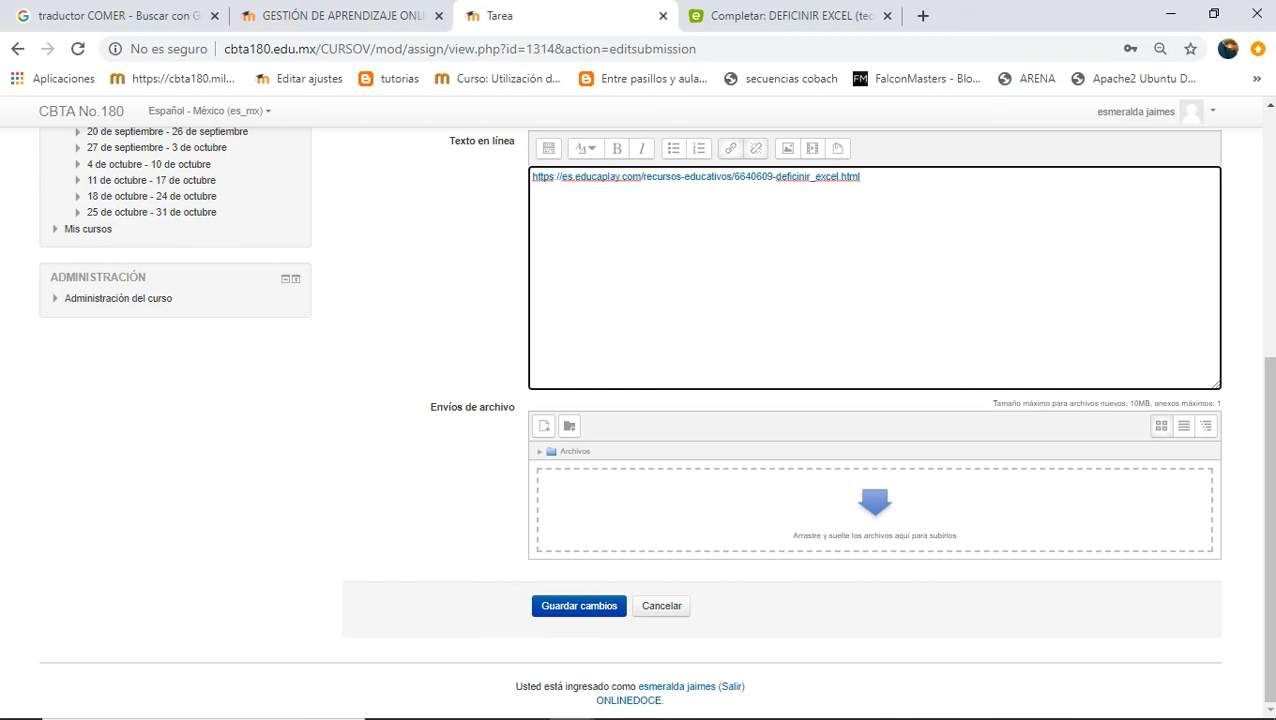 traductor COMER - Buscar con G
GESTIÓN DE APRENDIZAJE ONLI
Tarea
Completar: DEFICINIR EXCEL (tec
No es seguro
cbta180.edu.mx/CURSOV/mod/assign/view.php?id=1314&action=editsubmission
Aplicaciones
https://cbta180.mil...
Editar ajustes
tutorias
Curso: Utilización d...
Entre pasillos y aula...
secuencias cobach
FM
FalconMasters - Blo...
ARENA
Apache2 Ubuntu D...
»
CBTA No.180
Español - México (es_mx)
esmeralda jaimes
20 de septiembre - 26 de septiembre
27 de septiembre - 3 de octubre
4 de octubre - 10 de octubre
11 de octubre - 17 de octubre
18 de octubre - 24 de octubre
25 de octubre - 31 de octubre
Mis cursos
ADMINISTRACIÓN
Administración del curso
Texto en línea
B
I
https://es.educaplay.com/recursos-educativos/6640609-deficinir_excel.html
Envíos de archivo
Tamaño máximo para archivos nuevos: 10MB, anexos máximos: 1
Archivos
Arrastre y suelte los archivos aquí para subirlos
Guardar cambios
Cancelar
Usted está ingresado como esmeralda jaimes (Salir)
ONLINEDOCE.